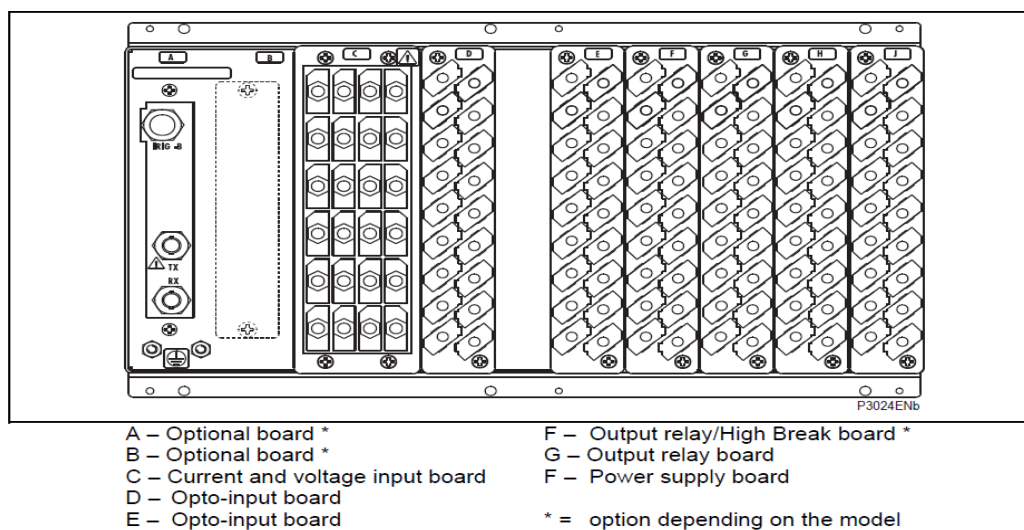 A
B
C
D
E
F
G
H
J
IRIG -B
TX
RX
P3024ENb
A – Optional board *
B – Optional board *
C – Current and voltage input board
D – Opto-input board
E – Opto-input board
F – Output relay/High Break board *
G – Output relay board
F – Power supply board
* = option depending on the model